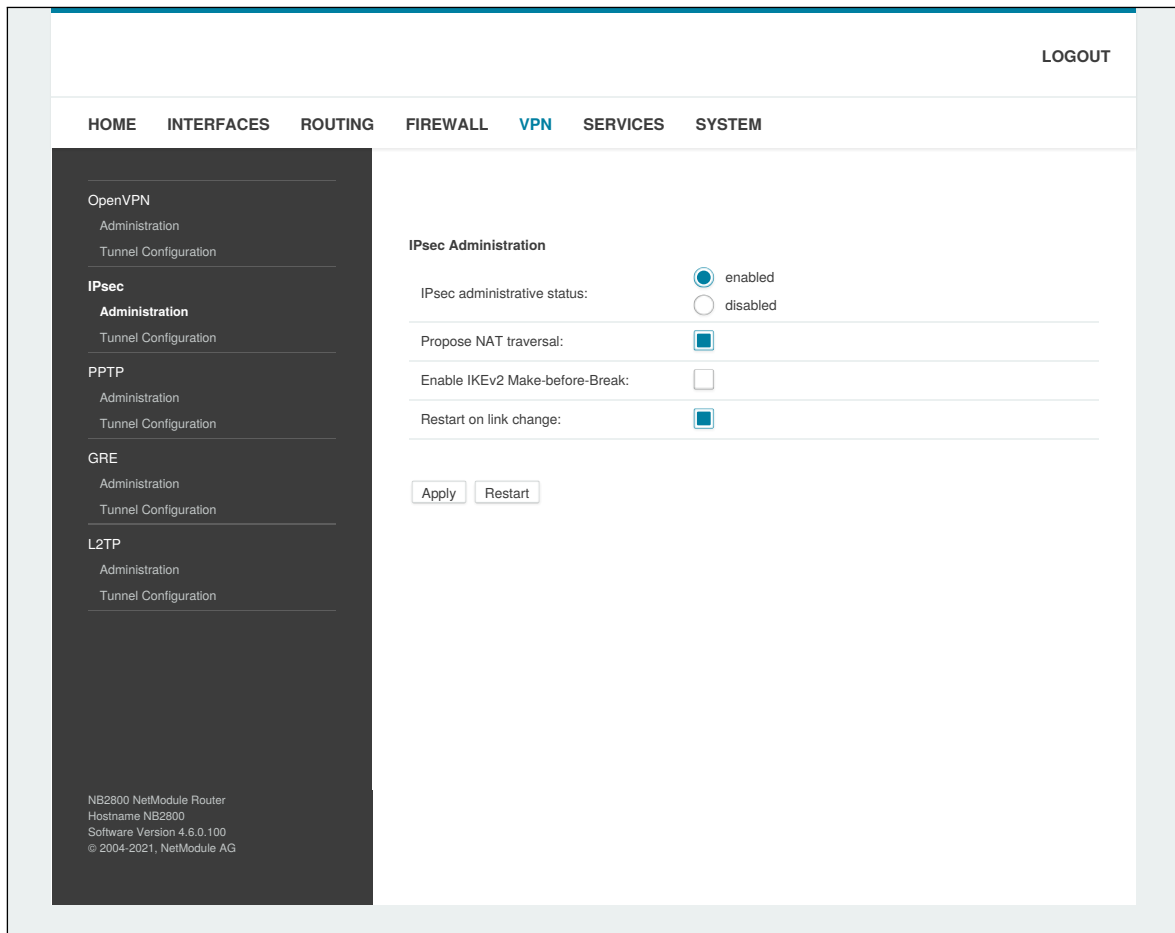 LOGOUT
HOME INTERFACES ROUTING FIREWALL VPN SERVICES SYSTEM
OpenVPN
Administration
Tunnel Configuration
IPsec
Administration
Tunnel Configuration
PPTP
Administration
Tunnel Configuration
GRE
Administration
Tunnel Configuration
L2TP
Administration
Tunnel Configuration
NB2800 NetModule Router
Hostname NB2800
Software Version 4.6.0.100
© 2004-2021, NetModule AG
IPsec Administration
IPsec administrative status:
enabled
disabled
Propose NAT traversal:
Enable IKEv2 Make-before-Break:
Restart on link change:
Apply Restart